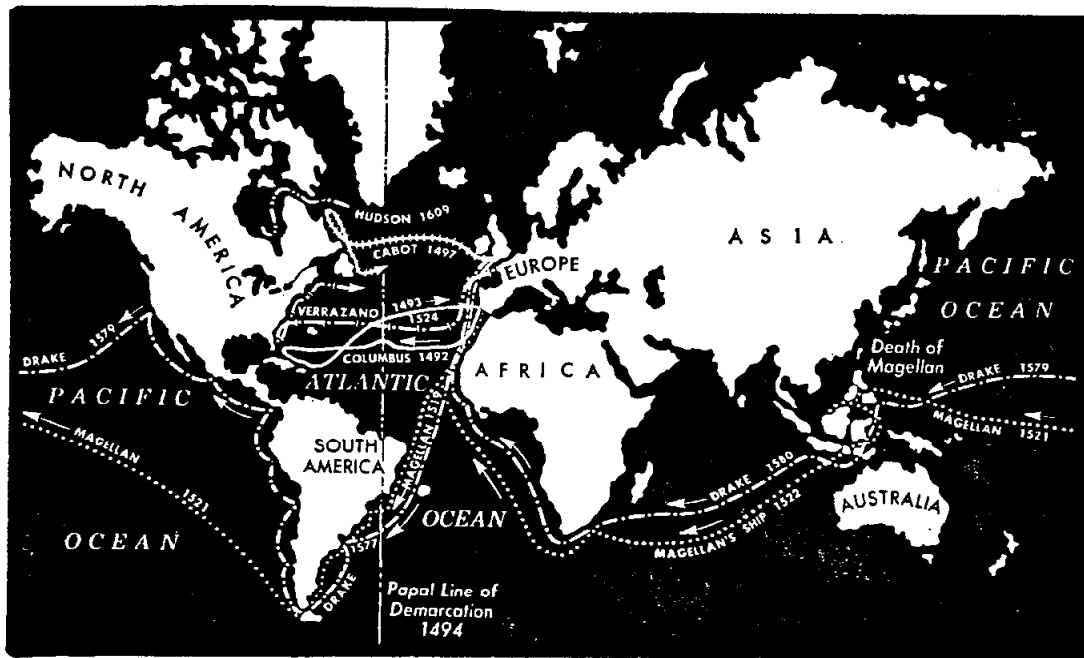 NORTH
AMERICA
HUDSON 1609
CABOT 1497
EUROPE
ASIA.
PACIFIC
OCEAN
1493
VERRAZANO 1524
COLUMBUS 1492
1579
DRAKE
ATLANTIC
AFRICA
Death of
Magellan
DRAKE 1579
MAGELLAN 1521
PACIFIC
MAGELLAN 1519
SOUTH
AMERICA
MAGELLAN
1521
DRAKE 1580
MAGELLAN'S SHIP 1522
AUSTRALIA
OCEAN
OCEAN
1577
DRAKE
Papal Line of
Demarcation
1494